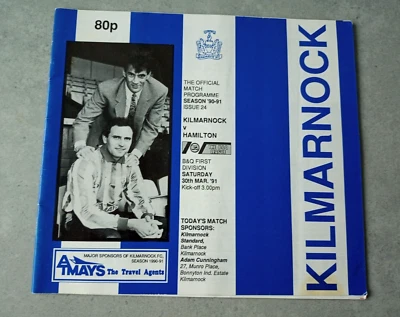 80p
THE OFFICIAL
MATCH
PROGRAMME
SEASON '90-91
ISSUE 24
KILMARNOCK
v
HAMILTON
B&Q FIRST
DIVISION
SATURDAY
30th MAR. '91
Kick-off 3.00pm
TODAY'S MATCH
SPONSORS:
Kilmarnock
Standard,
Bank Place
Kilmarnock
Adam Cunningham
27, Munro Place,
Bonnyton Ind. Estate
Kilmarnock
MAJOR SPONSORS OF KILMARNOCK F.C.
SEASON 1990-91
A.T.MAYS
The Travel Agents
KILMARNOCK